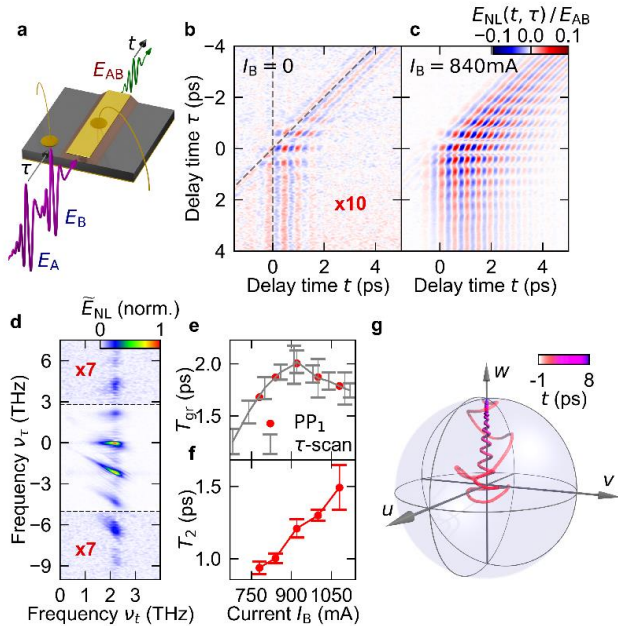 a
t
E_AB
τ
E_B
E_A
b
I_B = 0
x10
c
E_NL(t, τ)/E_AB
−0.1 0.0 0.1
I_B = 840mA
Delay time τ (ps)
−4
−2
0
2
4
0 2 4
0 2 4
Delay time t (ps)
Delay time t (ps)
d
Ẽ_NL (norm.)
0 1
x7
x7
Frequency ν_τ (THz)
6
3
0
-3
-6
-9
0 2 4
Frequency ν_t (THz)
e
T_gr (ps)
2.0
1.5
PP₁
τ-scan
f
T₂ (ps)
1.5
1.0
750 900 1050
Current I_B (mA)
g
-1 8
t (ps)
w
v
u